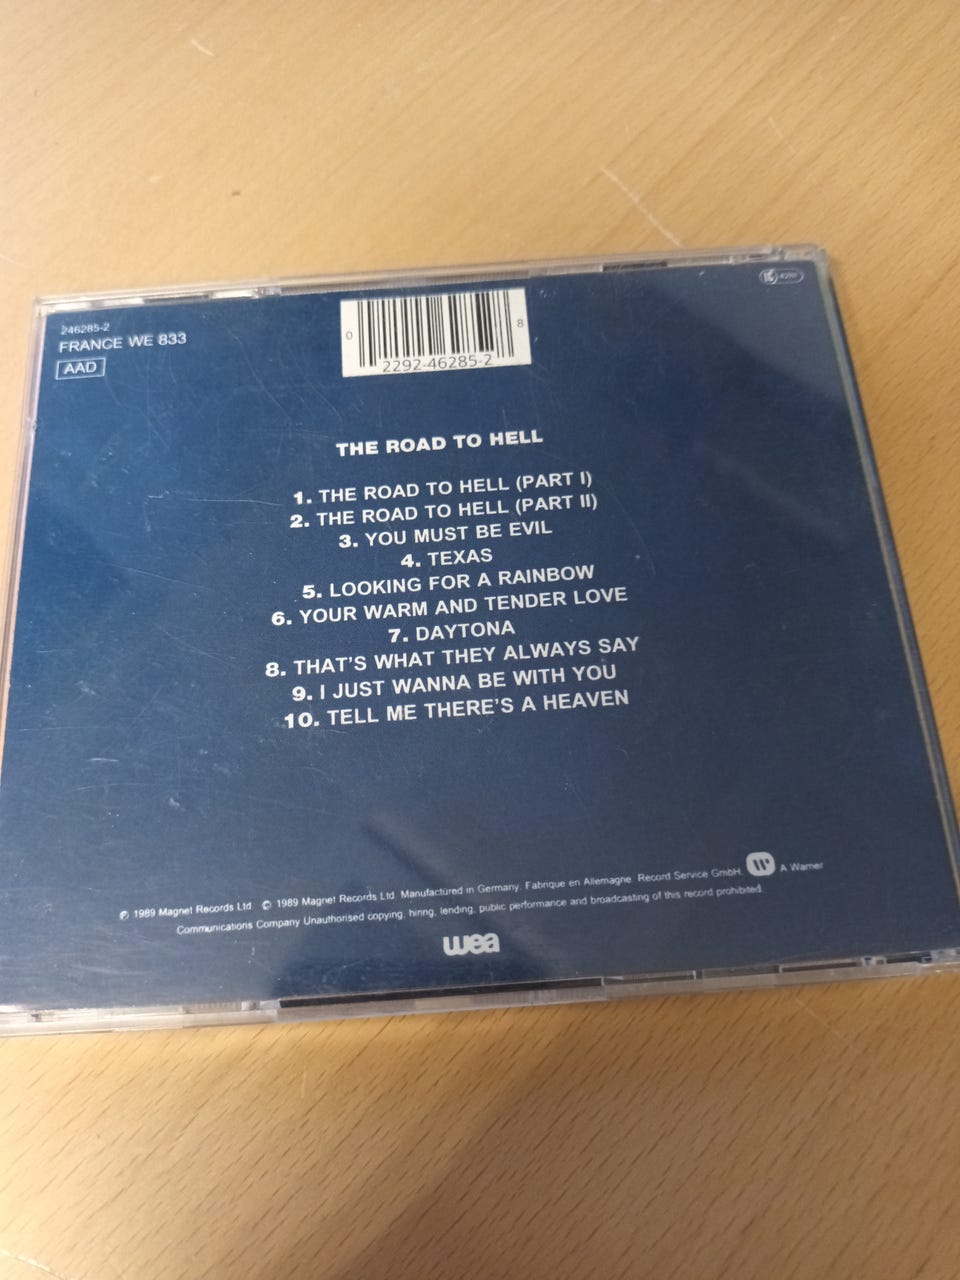 246285-2
FRANCE WE 833
AAD
0 2292-46285-2 8
THE ROAD TO HELL
1. THE ROAD TO HELL (PART I)
2. THE ROAD TO HELL (PART II)
3. YOU MUST BE EVIL
4. TEXAS
5. LOOKING FOR A RAINBOW
6. YOUR WARM AND TENDER LOVE
7. DAYTONA
8. THAT'S WHAT THEY ALWAYS SAY
9. I JUST WANNA BE WITH YOU
10. TELL ME THERE'S A HEAVEN
℗ 1989 Magnet Records Ltd. © 1989 Magnet Records Ltd. Manufactured in Germany. Fabriqué en Allemagne. Record Service GmbH. A Warner
Communications Company Unauthorised copying, hiring, lending, public performance and broadcasting of this record prohibited.
wea